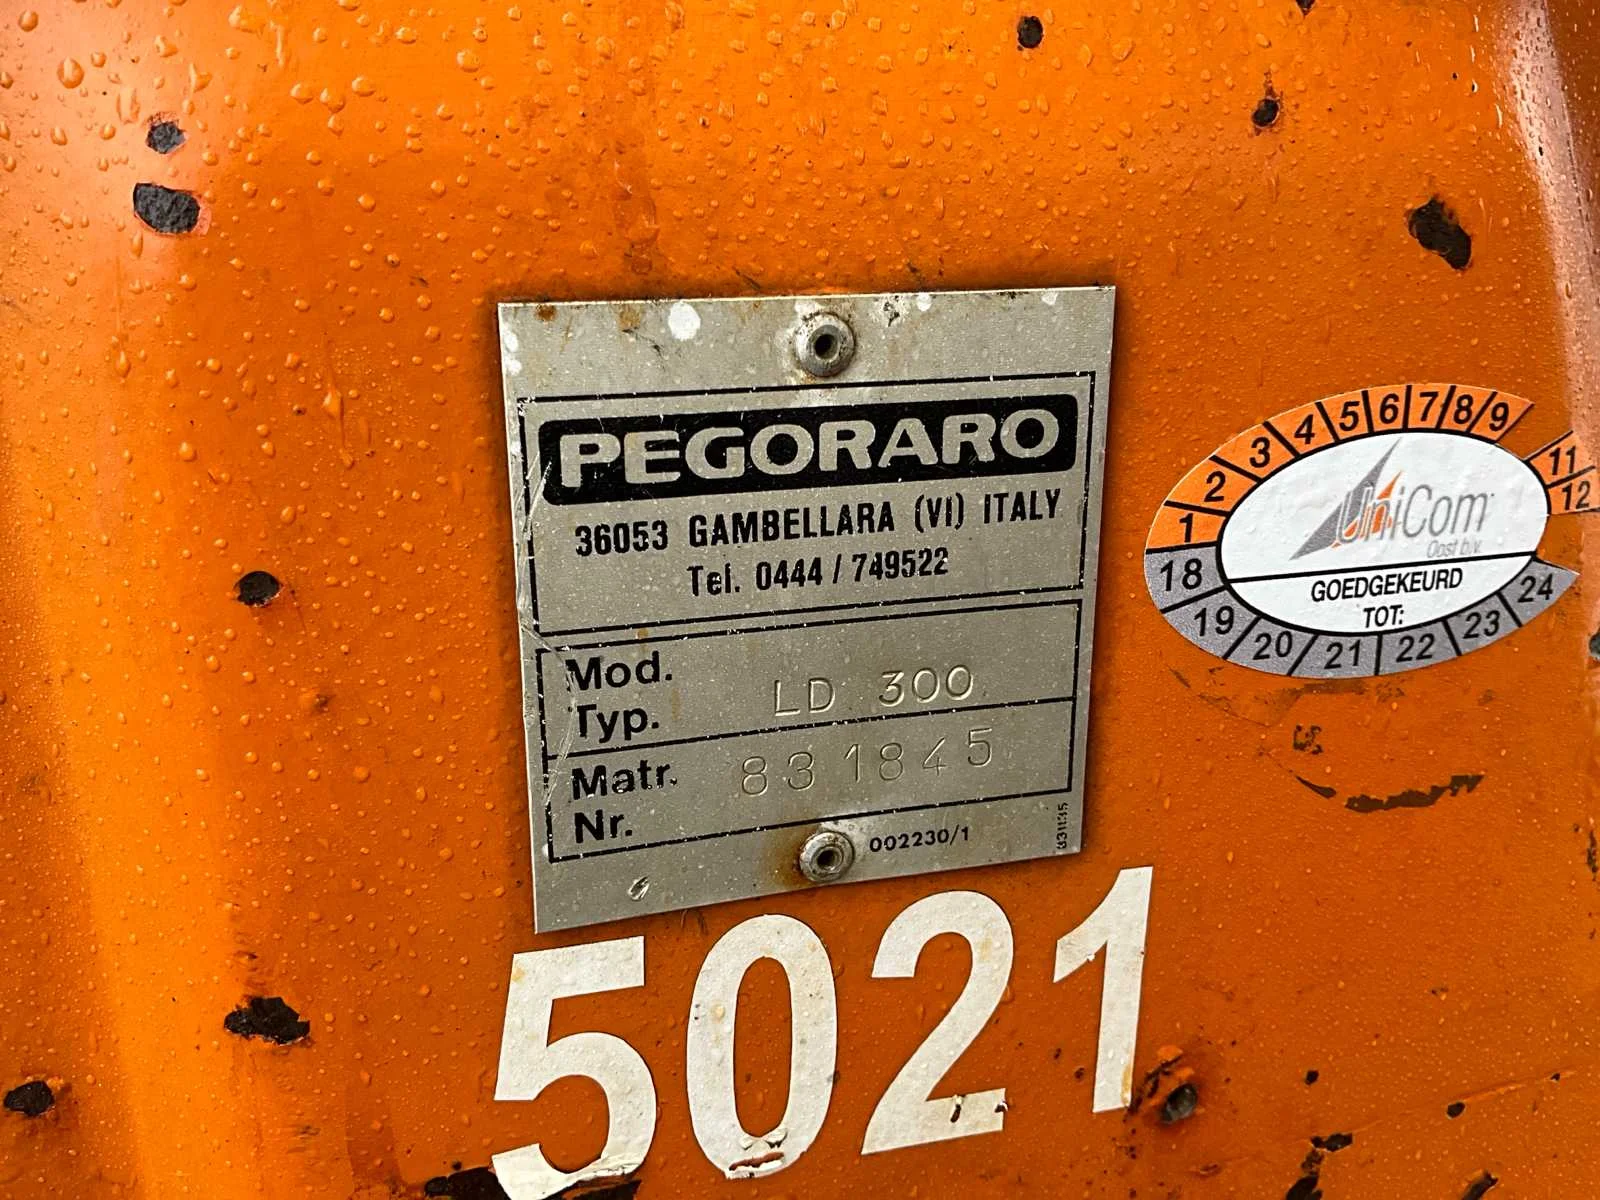 PEGORARO
36053 GAMBELLARA (VI) ITALY
Tel. 0444 / 749522
Mod.
Typ.
LD 300
Matr.
Nr.
831845
002230/1
5021
1 2 3 4 5 6 7 8 9 11 12
UniCom
Oost b.v.
GOEDGEKEURD
TOT:
18 19 20 21 22 23 24